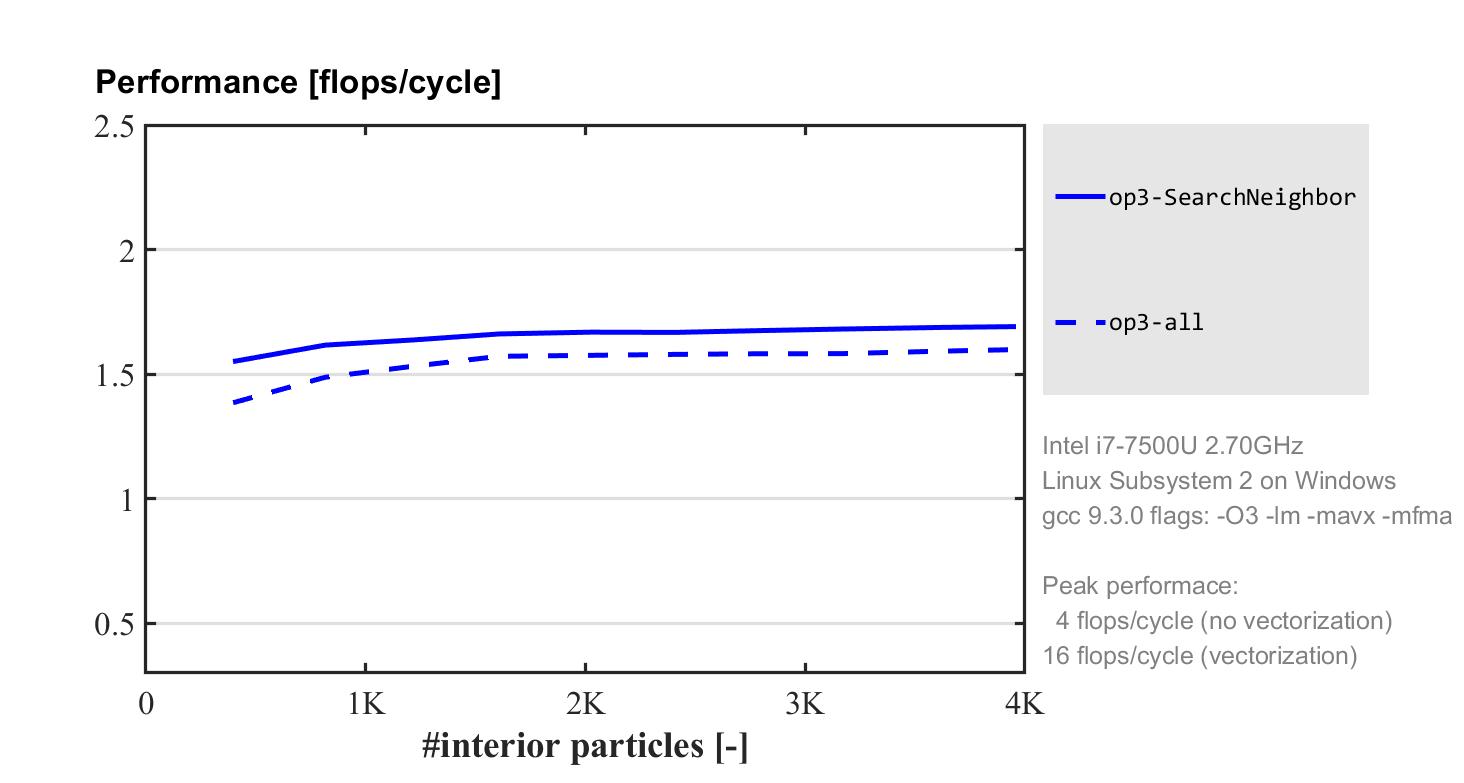 Performance [flops/cycle]
2.5
2
1.5
1
0.5
0 1K 2K 3K 4K
#interior particles [-]
op3-SearchNeighbor
op3-all
Intel i7-7500U 2.70GHz
Linux Subsystem 2 on Windows
gcc 9.3.0 flags: -O3 -lm -mavx -mfma
Peak performace:
4 flops/cycle (no vectorization)
16 flops/cycle (vectorization)